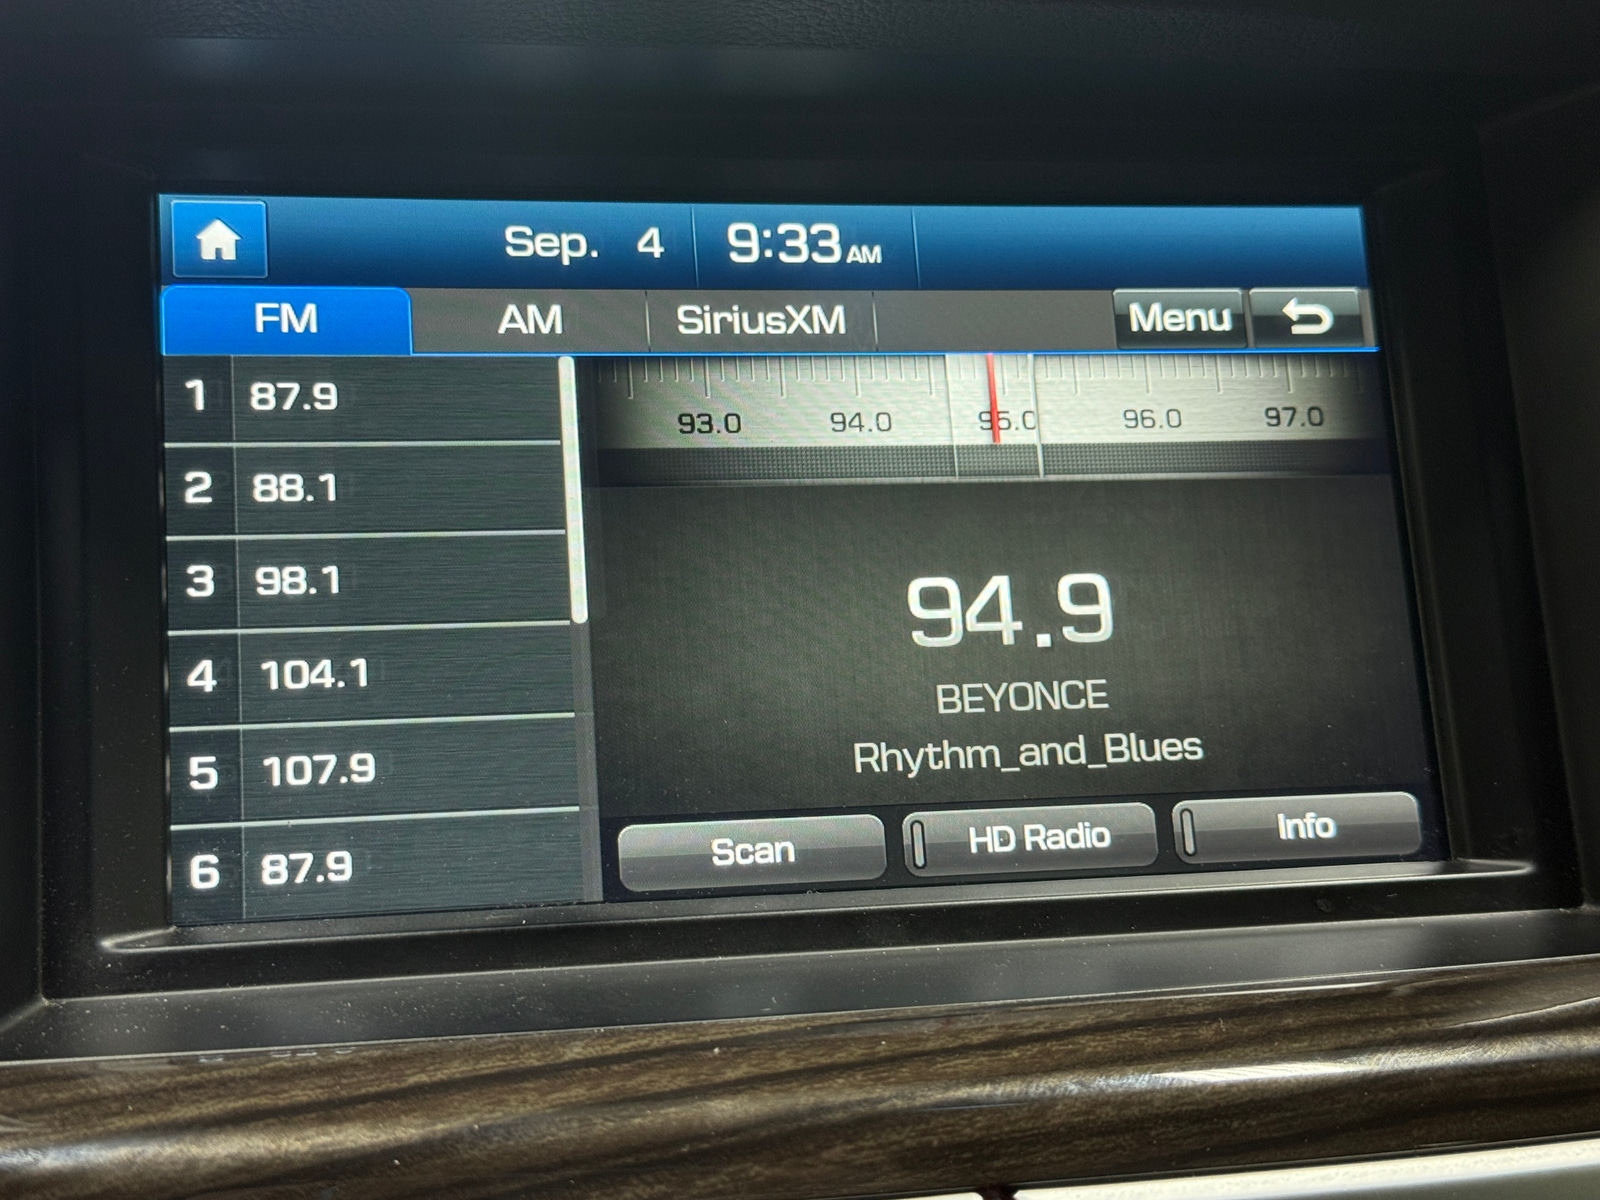 Sep. 4 9:33 AM
FM AM SiriusXM Menu
1 87.9
2 88.1
3 98.1
4 104.1
5 107.9
6 87.9
93.0 94.0 95.0 96.0 97.0
94.9
BEYONCE
Rhythm_and_Blues
Scan HD Radio Info